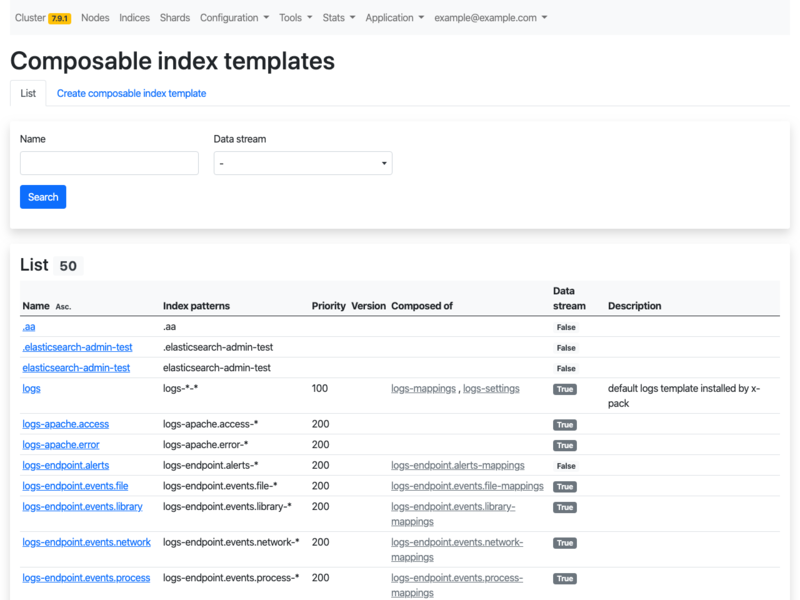 Cluster 7.9.1 Nodes Indices Shards Configuration Tools Stats Application example@example.com
Composable index templates
List Create composable index template
Name Data stream
-
Search
List 50
Name Asc. Index patterns Priority Version Composed of Data stream Description
.aa .aa False
.elasticsearch-admin-test .elasticsearch-admin-test False
elasticsearch-admin-test elasticsearch-admin-test False
logs logs-*-* 100 logs-mappings , logs-settings True default logs template installed by x-
pack
logs-apache.access logs-apache.access-* 200 True
logs-apache.error logs-apache.error-* 200 True
logs-endpoint.alerts logs-endpoint.alerts-* 200 logs-endpoint.alerts-mappings False
logs-endpoint.events.file logs-endpoint.events.file-* 200 logs-endpoint.events.file-mappings True
logs-endpoint.events.library logs-endpoint.events.library-* 200 logs-endpoint.events.library- True
mappings
logs-endpoint.events.network logs-endpoint.events.network-* 200 logs-endpoint.events.network- True
mappings
logs-endpoint.events.process logs-endpoint.events.process-* 200 logs-endpoint.events.process- True
mappings